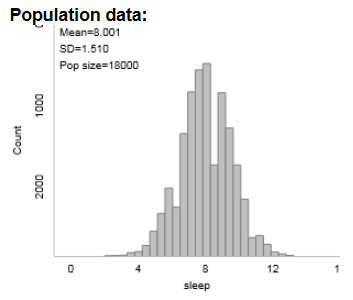 Population data:
Mean=8.001
SD=1.510
Pop size=18000
1000
2000
Count
0 4 8 12
sleep